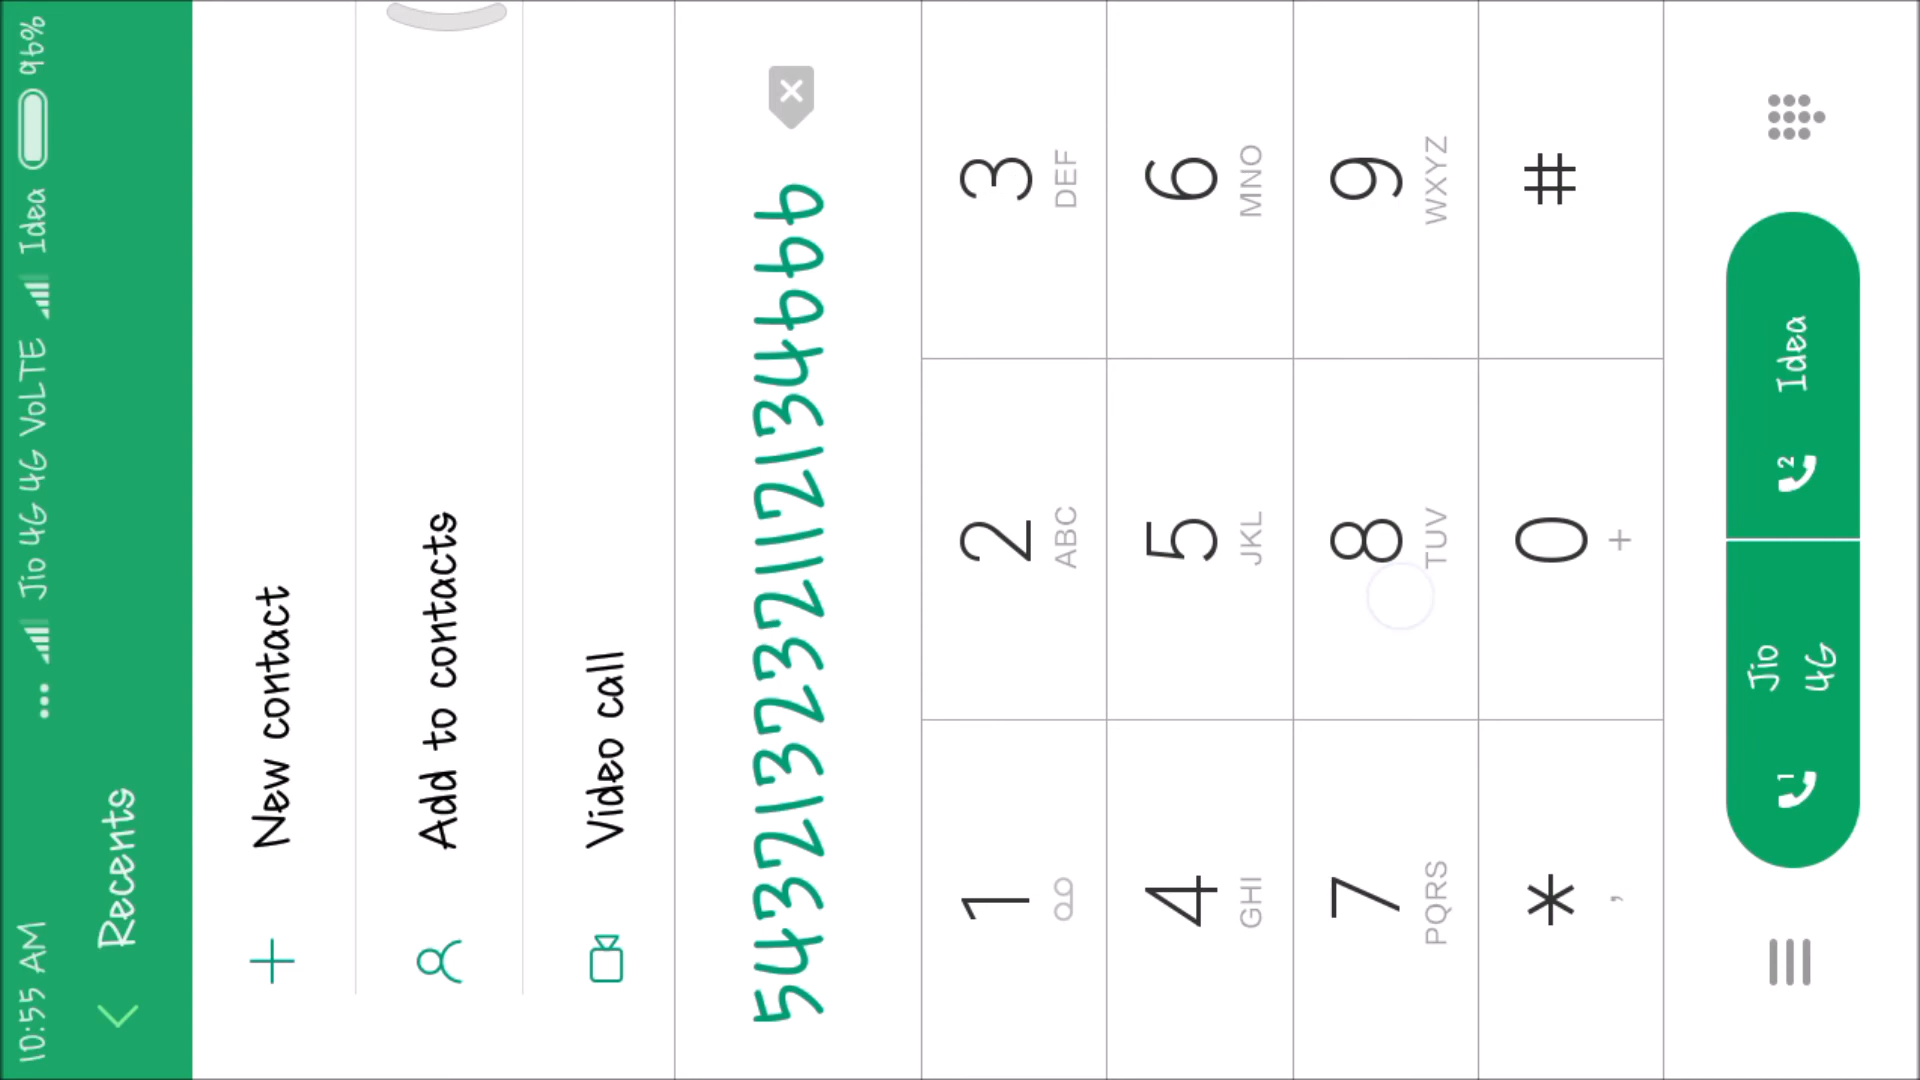 10:55 AM ... Jio 4G 4G VoLTE Idea 96%
Recents
New contact
Add to contacts
Video call
543213232112134666
1 2 ABC 3 DEF
4 GHI 5 JKL 6 MNO
7 PQRS 8 TUV 9 WXYZ
* , 0 + #
1 Jio 4G 2 Idea